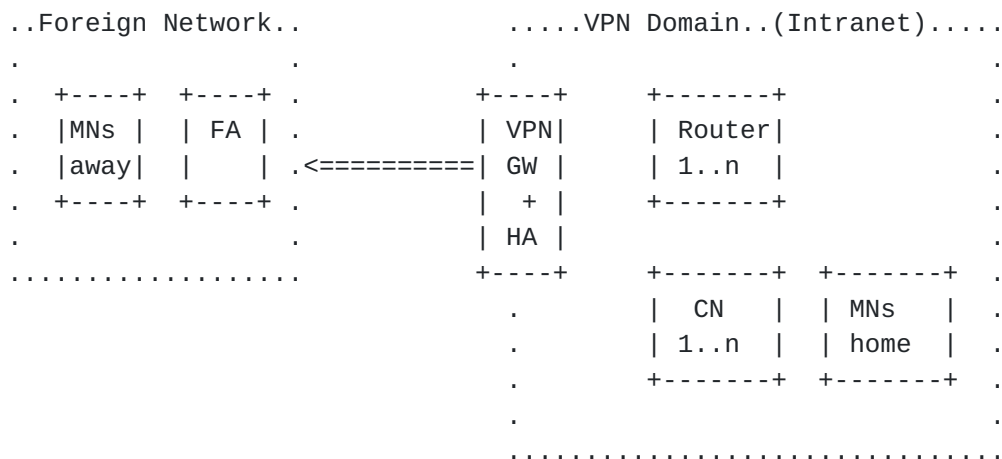 ..Foreign Network..             .....VPN Domain..(Intranet).....
.                 .             .                              .
.  +----+  +----+ .           +----+     +-------+             .
.  |MNs |  | FA | .           | VPN|     | Router|             .
.  |away|  |    | .<==========| GW |     | 1..n  |             .
.  +----+  +----+ .           |  + |     +-------+             .
.                 .           | HA |                           .
...................           +----+     +-------+  +-------+  .
                                .        |  CN   |  | MNs   |  .
                                .        | 1..n  |  | home  |  .
                                .        +-------+  +-------+  .
                                .                              .
                                ................................